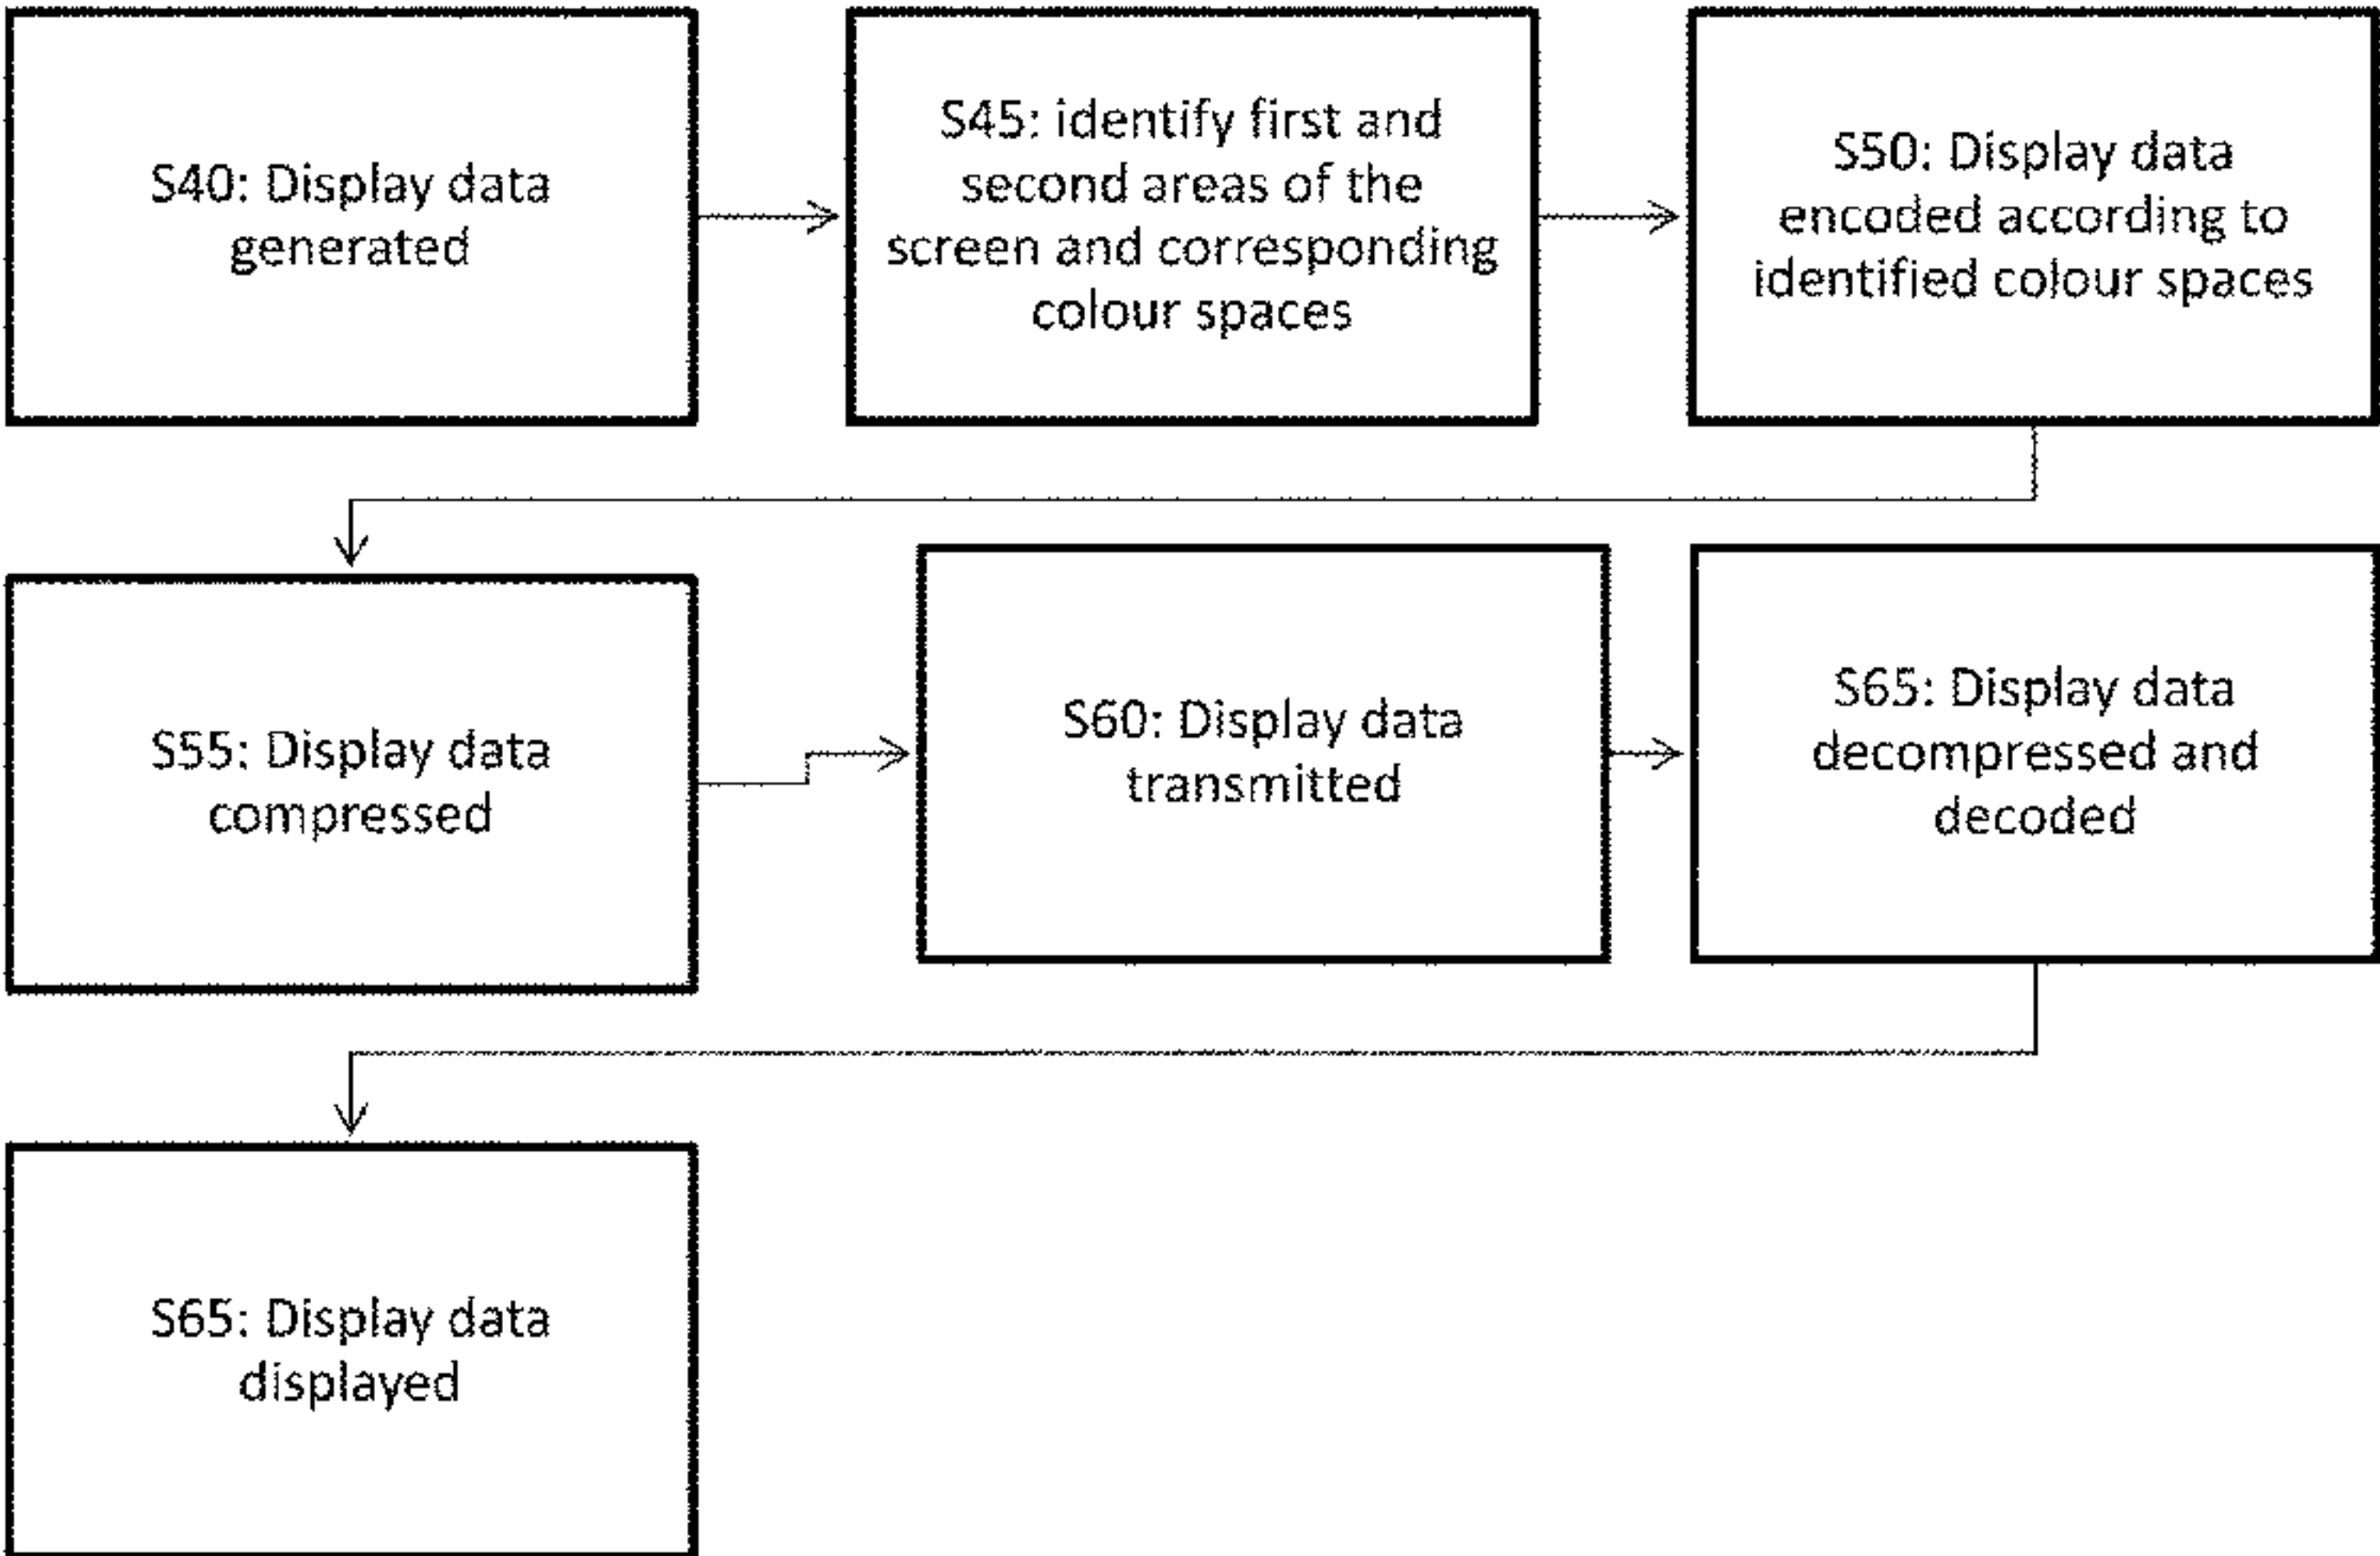 S40: Display data
generated
S45: identify first and
second areas of the
screen and corresponding
colour spaces
S50: Display data
encoded according to
identified colour spaces
S55: Display data
compressed
S60: Display data
transmitted
S65: Display data
decompressed and
decoded
S65: Display data
displayed